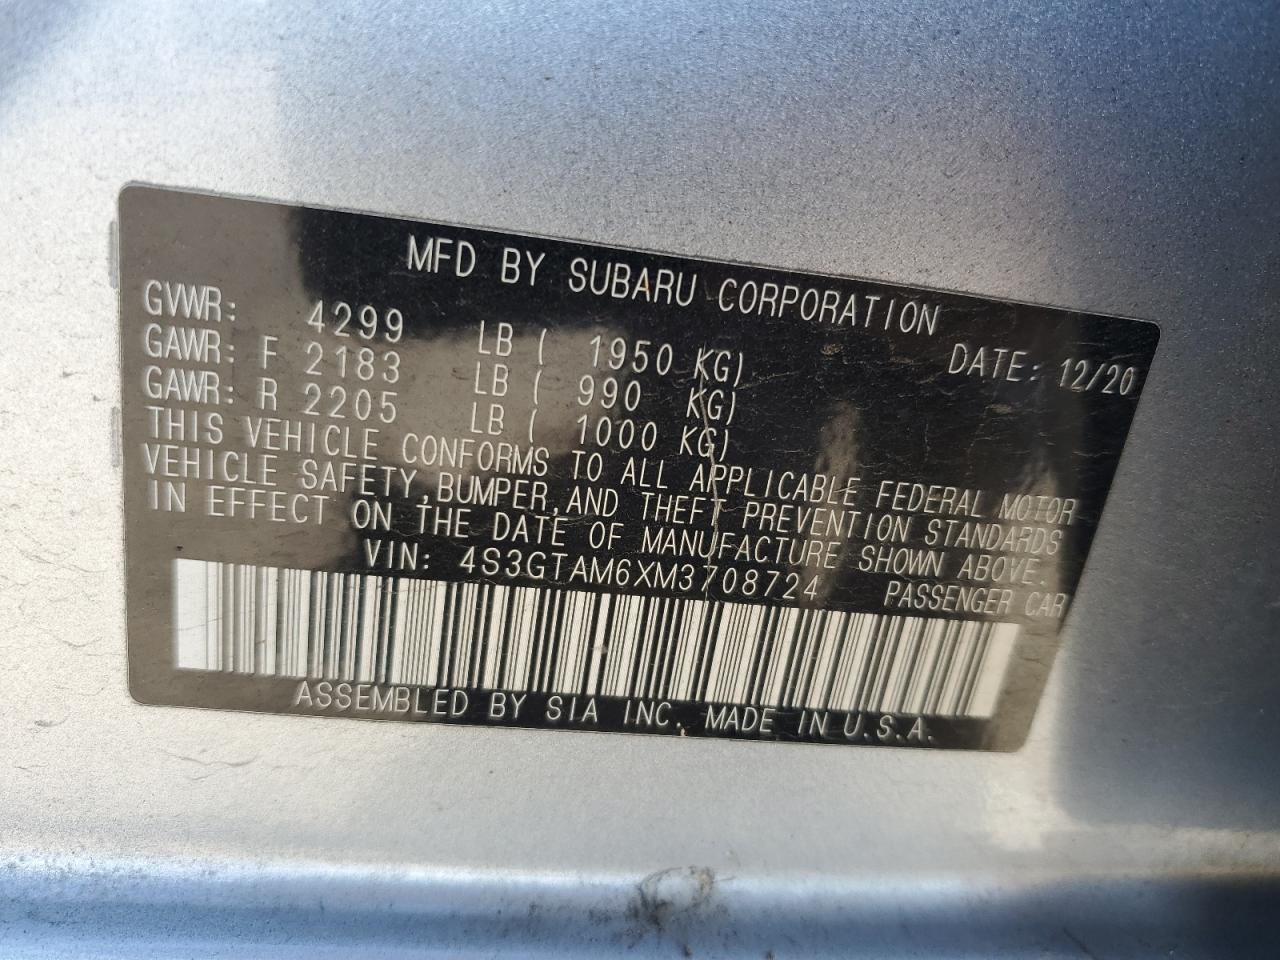 MFD BY SUBARU CORPORATION
DATE: 12/20
GVWR: 4299 LB ( 1950 KG)
GAWR: F 2183 LB ( 990 KG)
GAWR: R 2205 LB ( 1000 KG)
THIS VEHICLE CONFORMS TO ALL APPLICABLE FEDERAL MOTOR
VEHICLE SAFETY,BUMPER,AND THEFT PREVENTION STANDARDS
IN EFFECT ON THE DATE OF MANUFACTURE SHOWN ABOVE.
VIN: 4S3GTAM6XM3708724 PASSENGER CAR
ASSEMBLED BY SIA INC. MADE IN U.S.A.